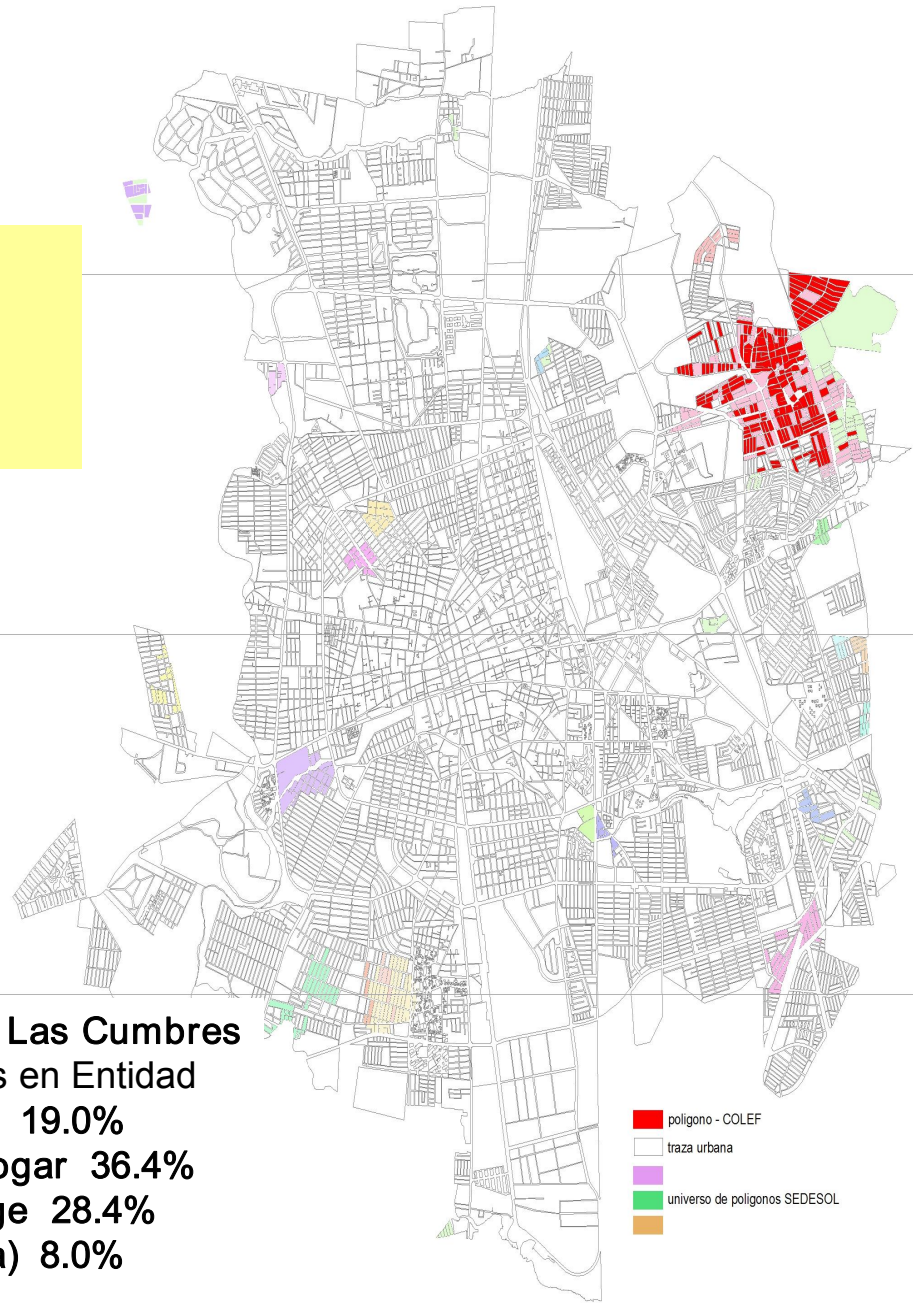 Las Cumbres
s en Entidad
19.0%
ogar 36.4%
ge 28.4%
a) 8.0%
poligono - COLEF
traza urbana
universo de poligonos SEDESOL